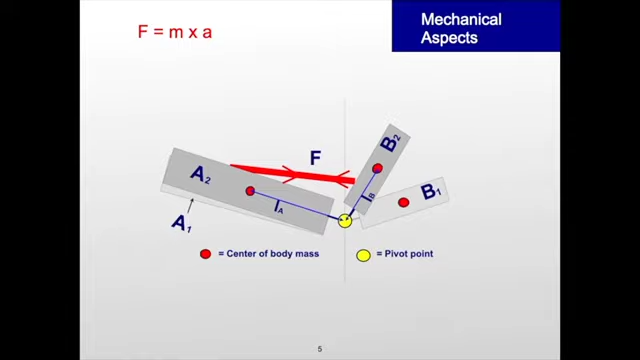 F = m x a
Mechanical
Aspects
F
A2
B2
B1
lA
lB
A1
= Center of body mass
= Pivot point
5